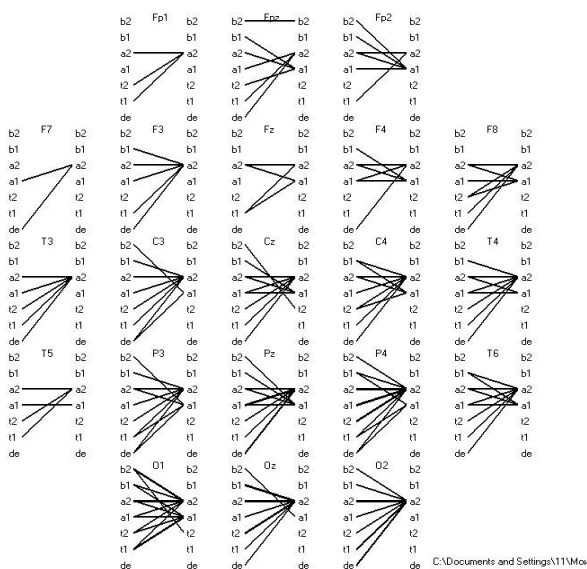 b2 Fp1 b2 b2 Fpz b2 b2 Fp2 b2
b1 b1 b1 b1 b1 b1
a2 a2 a2 a2 a2 a2
a1 a1 a1 a1 a1 a1
t2 t2 t2 t2 t2 t2
t1 t1 t1 t1 t1 t1
de de de de de de
b2 F7 b2 b2 F3 b2 b2 Fz b2 b2 F4 b2 b2 F8 b2
b1 b1 b1 b1 b1 b1 b1 b1 b1 b1
a2 a2 a2 a2 a2 a2 a2 a2 a2 a2
a1 a1 a1 a1 a1 a1 a1 a1 a1 a1
t2 t2 t2 t2 t2 t2 t2 t2 t2 t2
t1 t1 t1 t1 t1 t1 t1 t1 t1 t1
de de de de de de de de de de
b2 T3 b2 b2 C3 b2 b2 Cz b2 b2 C4 b2 b2 T4 b2
b1 b1 b1 b1 b1 b1 b1 b1 b1 b1
a2 a2 a2 a2 a2 a2 a2 a2 a2 a2
a1 a1 a1 a1 a1 a1 a1 a1 a1 a1
t2 t2 t2 t2 t2 t2 t2 t2 t2 t2
t1 t1 t1 t1 t1 t1 t1 t1 t1 t1
de de de de de de de de de de
b2 T5 b2 b2 P3 b2 b2 Pz b2 b2 P4 b2 b2 T6 b2
b1 b1 b1 b1 b1 b1 b1 b1 b1 b1
a2 a2 a2 a2 a2 a2 a2 a2 a2 a2
a1 a1 a1 a1 a1 a1 a1 a1 a1 a1
t2 t2 t2 t2 t2 t2 t2 t2 t2 t2
t1 t1 t1 t1 t1 t1 t1 t1 t1 t1
de de de de de de de de de de
b2 O1 b2 b2 Oz b2 b2 O2 b2
b1 b1 b1 b1 b1 b1
a2 a2 a2 a2 a2 a2
a1 a1 a1 a1 a1 a1
t2 t2 t2 t2 t2 t2
t1 t1 t1 t1 t1 t1
de de de de de de
C:\Documents and Settings\11\